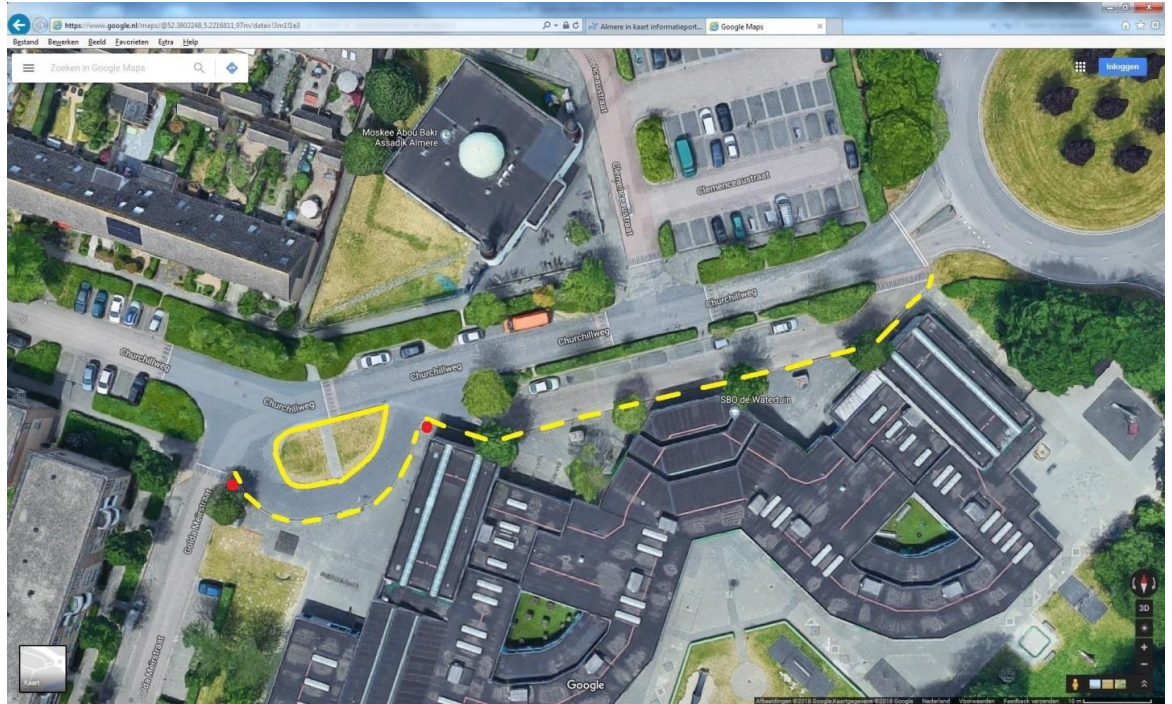 https://www.google.nl/maps/@52.3802248,5.2216811,97m/data=!3m1!1e3
Almere in kaart informatieport...
Google Maps
Bestand Bewerken Beeld Favorieten Extra Help
Zoeken in Google Maps
Inloggen
Clemenceaustraat
Moskee Abou Bakr
Assadik Almere
Clemenceaustraat
Clemenceaustraat
Churchillweg
Churchillweg
Churchillweg
Churchillweg
Churchillweg
SBO de Watertuin
Golda Meirstraat
Golda Meirstraat
3D
Kaart
Google
Afbeeldingen ©2018 Google,Kaartgegevens ©2018 Google Nederland Voorwaarden Feedback verzenden 10 m